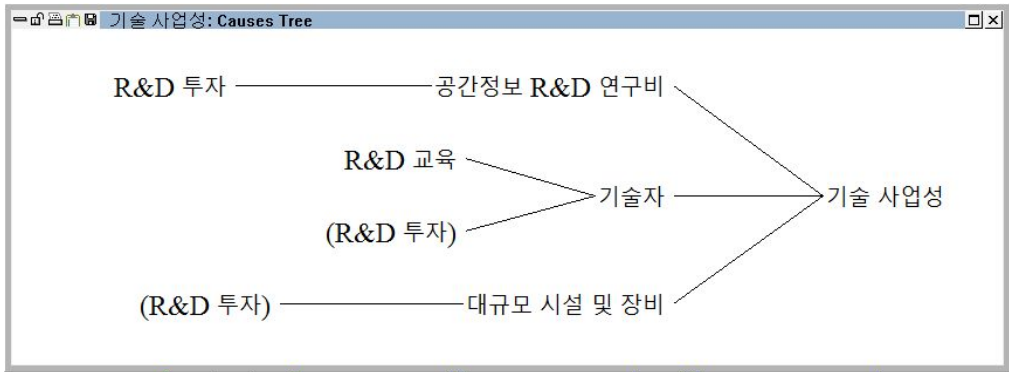 기술 사업성: Causes Tree
R&D 투자
공간정보 R&D 연구비
R&D 교육
기술자
기술 사업성
(R&D 투자)
(R&D 투자)
대규모 시설 및 장비